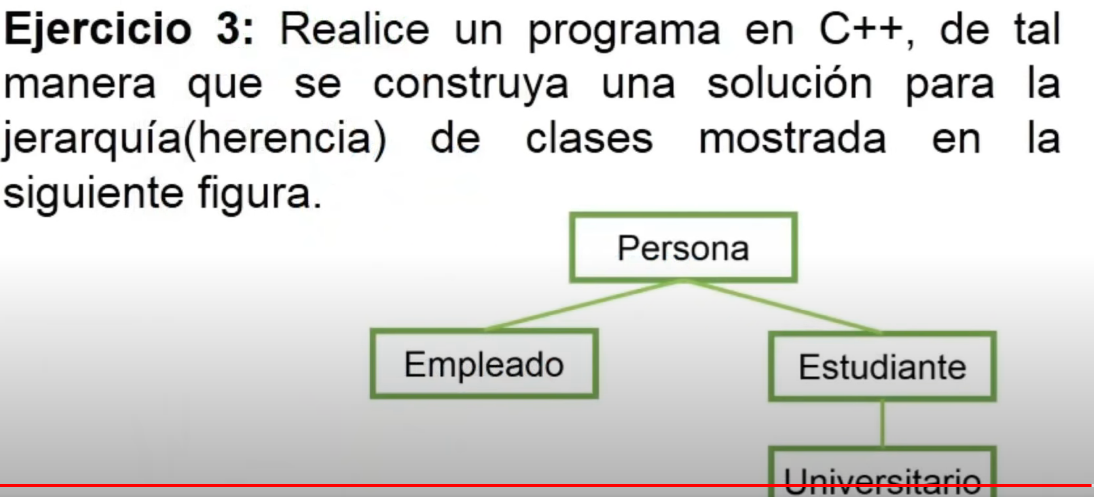 Ejercicio 3: Realice un programa en C++, de tal
manera que se construya una solución para la
jerarquía(herencia) de clases mostrada en la
siguiente figura.
Persona
Empleado
Estudiante
Universitario